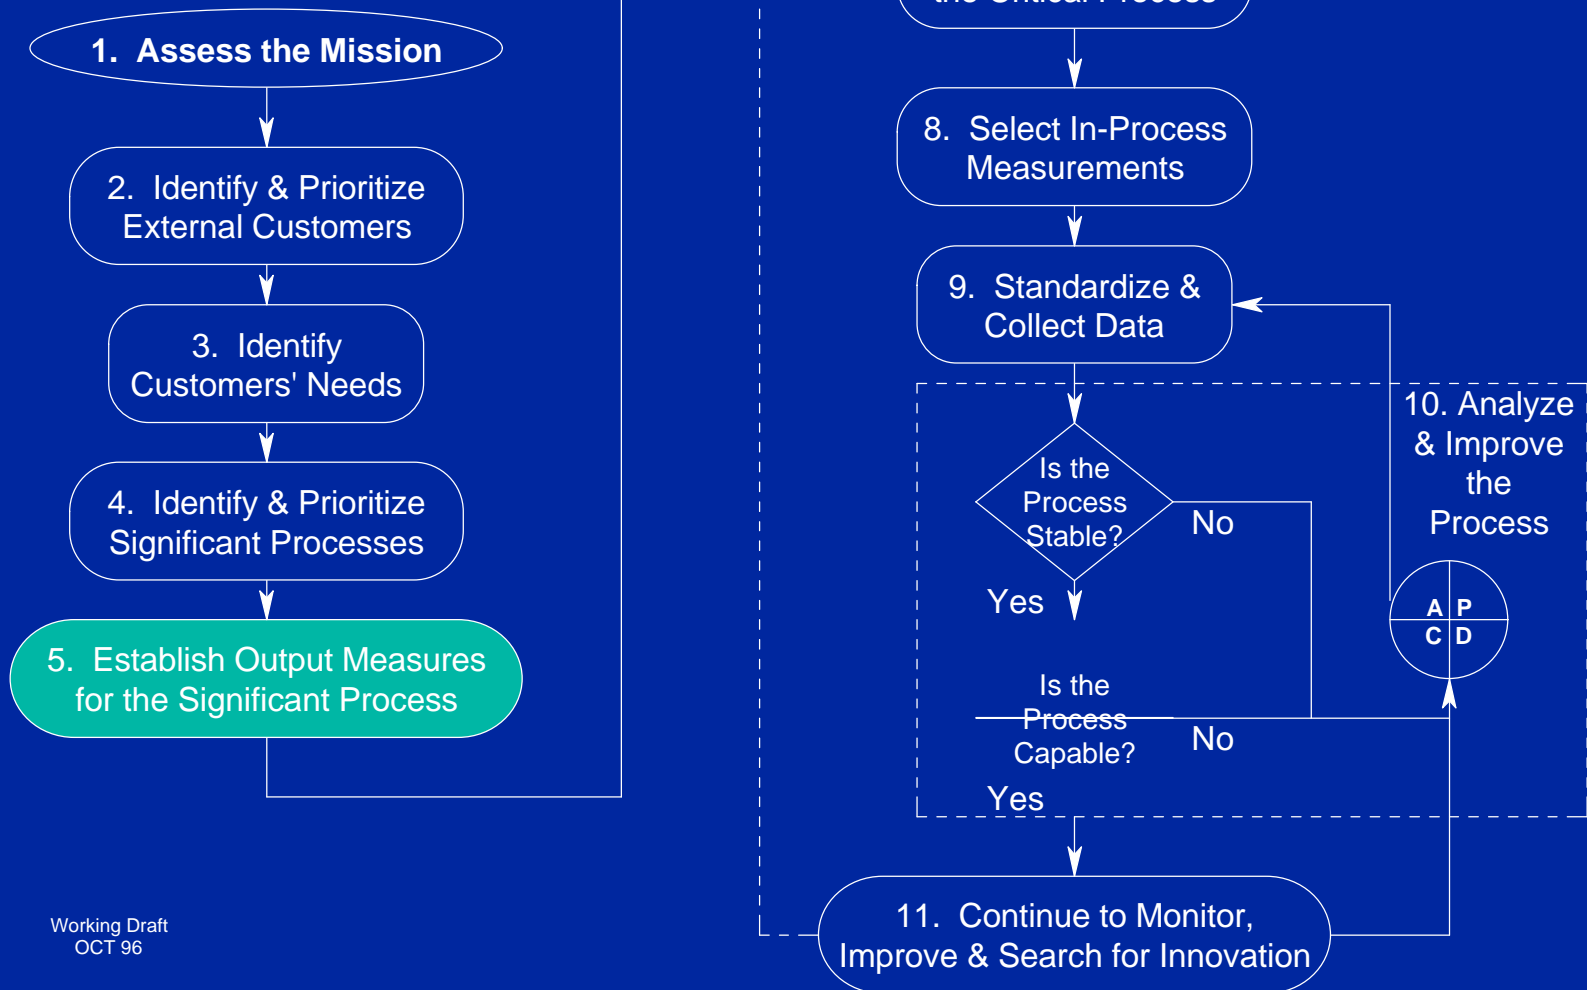 1. Assess the Mission
2. Identify & Prioritize
External Customers
3. Identify
Customers' Needs
4. Identify & Prioritize
Significant Processes
5. Establish Output Measures
for the Significant Process
Working Draft
OCT 96
the Critical Process
8. Select In-Process
Measurements
9. Standardize &
Collect Data
10. Analyze
& Improve
the
Process
Is the
Process
Stable?
No
Yes
A P
C D
Is the
Process
Capable?
No
Yes
11. Continue to Monitor,
Improve & Search for Innovation